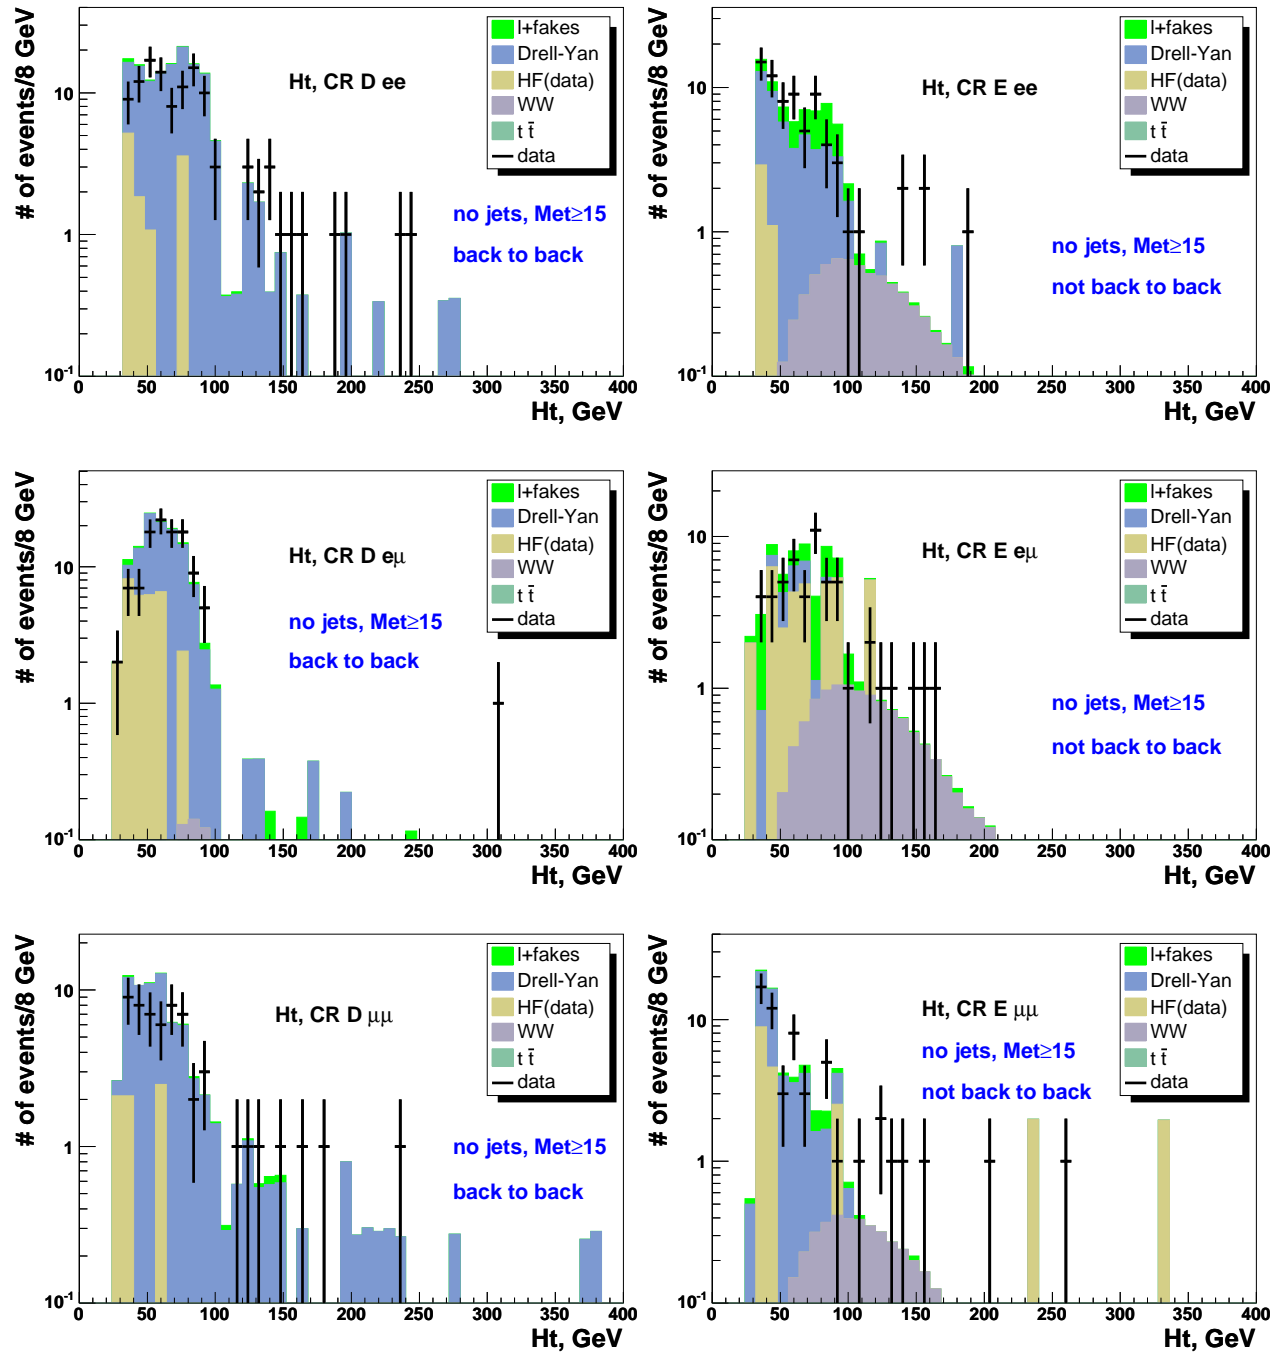 # of events/8 GeV
10
1
10-1
Ht, CR D ee
l+fakes
Drell-Yan
HF(data)
WW
t t̄
data
no jets, Met≥15
back to back
0 50 100 150 200 250 300 350 400
Ht, GeV
# of events/8 GeV
10
1
10-1
Ht, CR E ee
l+fakes
Drell-Yan
HF(data)
WW
t t̄
data
no jets, Met≥15
not back to back
0 50 100 150 200 250 300 350 400
Ht, GeV
# of events/8 GeV
10
1
10-1
Ht, CR D eμ
l+fakes
Drell-Yan
HF(data)
WW
t t̄
data
no jets, Met≥15
back to back
0 50 100 150 200 250 300 350 400
Ht, GeV
# of events/8 GeV
10
1
10-1
Ht, CR E eμ
l+fakes
Drell-Yan
HF(data)
WW
t t̄
data
no jets, Met≥15
not back to back
0 50 100 150 200 250 300 350 400
Ht, GeV
# of events/8 GeV
10
1
10-1
Ht, CR D μμ
l+fakes
Drell-Yan
HF(data)
WW
t t̄
data
no jets, Met≥15
back to back
0 50 100 150 200 250 300 350 400
Ht, GeV
# of events/8 GeV
10
1
10-1
Ht, CR E μμ
no jets, Met≥15
not back to back
l+fakes
Drell-Yan
HF(data)
WW
t t̄
data
0 50 100 150 200 250 300 350 400
Ht, GeV